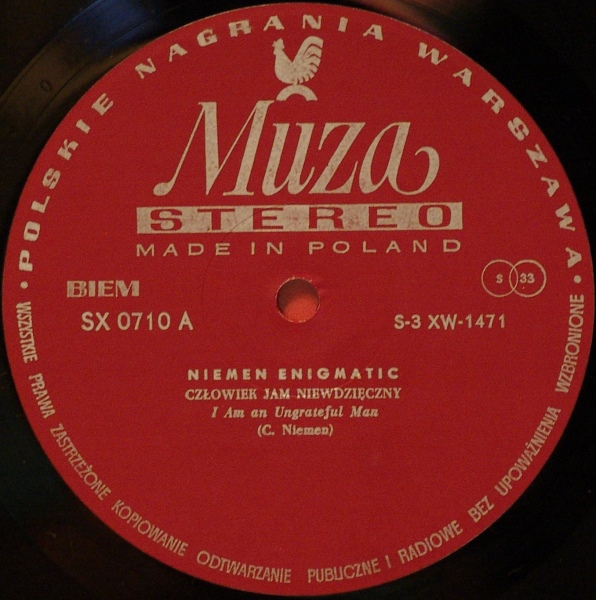 • POLSKIE NAGRANIA WARSZAWA •
Muza
STEREO
MADE IN POLAND
BIEM
S 33
SX 0710 A
S-3 XW-1471
NIEMEN ENIGMATIC
CZŁOWIEK JAM NIEWDZIĘCZNY
I Am an Ungrateful Man
(C. Niemen)
WSZYSTKIE PRAWA ZASTRZEŻONE KOPIOWANIE ODTWARZANIE PUBLICZNE I RADIOWE BEZ UPOWAŻNIENIA WZBRONIONE